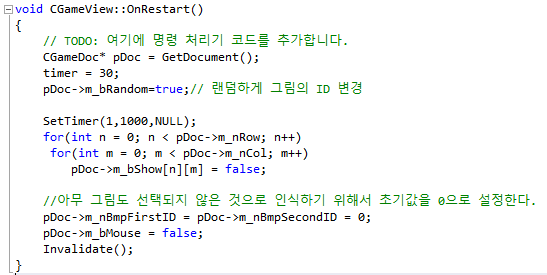 void CGameView::OnRestart()
{
// TODO: 여기에 명령 처리기 코드를 추가합니다.
CGameDoc* pDoc = GetDocument();
timer = 30;
pDoc->m_bRandom=true;// 랜덤하게 그림의 ID 변경
SetTimer(1,1000,NULL);
for(int n = 0; n < pDoc->m_nRow; n++)
for(int m = 0; m < pDoc->m_nCol; m++)
pDoc->m_bShow[n][m] = false;
//아무 그림도 선택되지 않은 것으로 인식하기 위해서 초기값을 0으로 설정한다.
pDoc->m_nBmpFirstID = pDoc->m_nBmpSecondID = 0;
pDoc->m_bMouse = false;
Invalidate();
}